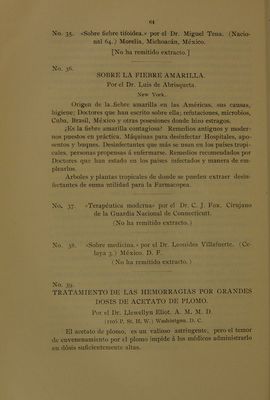 64
No. 35. «Sobre fiebre tifoidea.» por el Dr. Miguel Tena. (Nacio-
nal 64.) Morelia, Michoacán, México.
[No ha remitido extracto.]
No. 36.
SOBRE LA FIEBRE AMARILLA.
Por el Dr. Luis de Abrisqueta.
New York.
Origen de la fiebre amarilla en las Américas, sus causas,
higiene; Doctores que han escrito sobre ella; refutaciones, microbios,
Cuba, Brasil, México y otras posesiones donde hizo estragos.
¿Es la fiebre amarilla contagiosa? Remedios antiguos y moder-
nos puestos en práctica. Máquinas para desinfectar Hospitales, apo-
sentos y buques. Desinfectantes que más se usan en los países tropi-
cales, personas propensas á enfermarse. Remedios recomendados por
Doctores que han estado en los países infectados y manera de em-
plearlos.
Arboles y plantas tropicales de donde se pueden extraer desin-
fectantes de suma utilidad para la Farmacopea.
No. 37. «Terapéutica moderna» por el Dr. C. J. Fox. Cirujano
de la Guardia Nacional de Connecticut.
(No ha remitido extracto.)
No. 38. «Sobre medicina.» por el Dr. Leonides Villafuerte. (Ce-
laya 3.) México. D. F.
(No ha remitido extracto.)
No. 39.
TRATAMIENTO DE LAS HEMORRAGIAS POR GRANDES
DOSIS DE ACETATO DE PLOMO.
Por el Dr. Llewellyn Eliot. A. M. M. D.
(1106 P. St. H. W.) Washington. D. C.
El acetato de plomo, es un valioso astringente, pero el temor
de envenenamiento por el plomo impide á los médicos administrarlo
en dósis suficientemente altas.